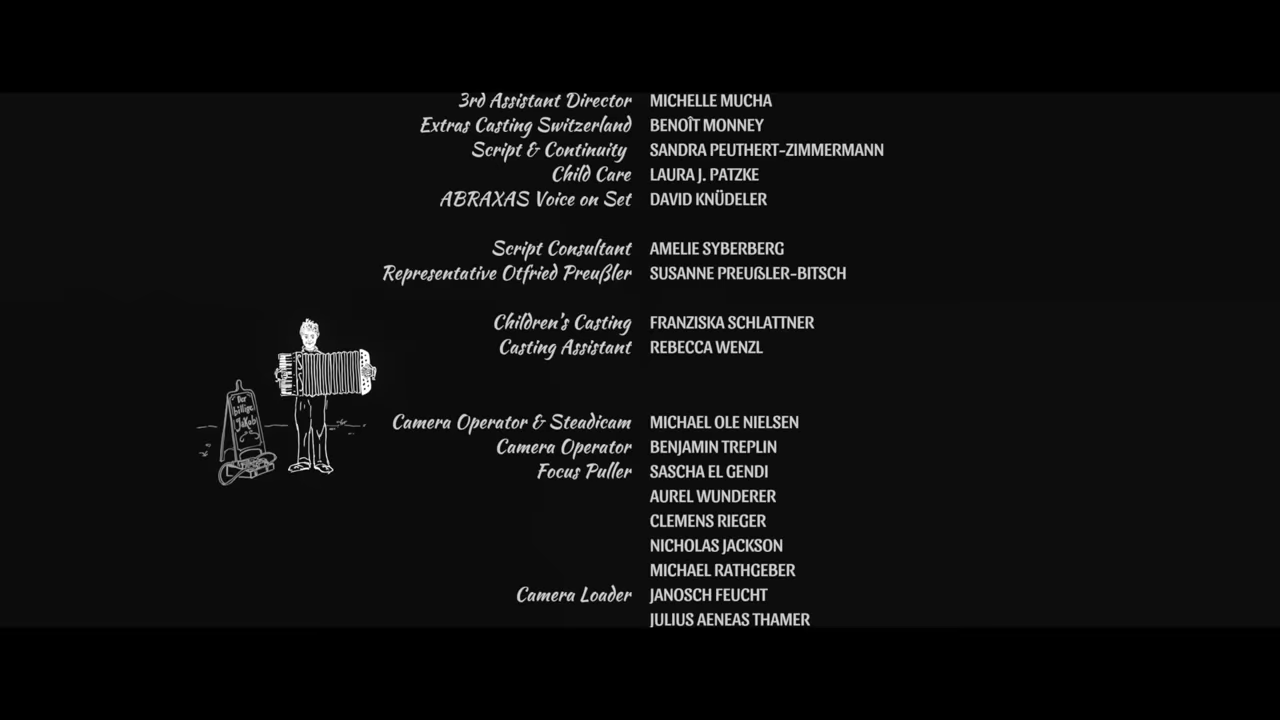 3rd Assistant Director MICHELLE MUCHA
Extras Casting Switzerland BENOÎT MONNEY
Script & Continuity SANDRA PEUTHERT-ZIMMERMANN
Child Care LAURA J. PATZKE
ABRAXAS Voice on Set DAVID KNÜDELER
Script Consultant AMELIE SYBERBERG
Representative Otfried Preußler SUSANNE PREUßLER-BITSCH
Children's Casting FRANZISKA SCHLATTNER
Casting Assistant REBECCA WENZL
Der
billige
Jakob
Camera Operator & Steadicam MICHAEL OLE NIELSEN
Camera Operator BENJAMIN TREPLIN
Focus Puller SASCHA EL GENDI
AUREL WUNDERER
CLEMENS RIEGER
NICHOLAS JACKSON
MICHAEL RATHGEBER
Camera Loader JANOSCH FEUCHT
JULIUS AENEAS THAMER